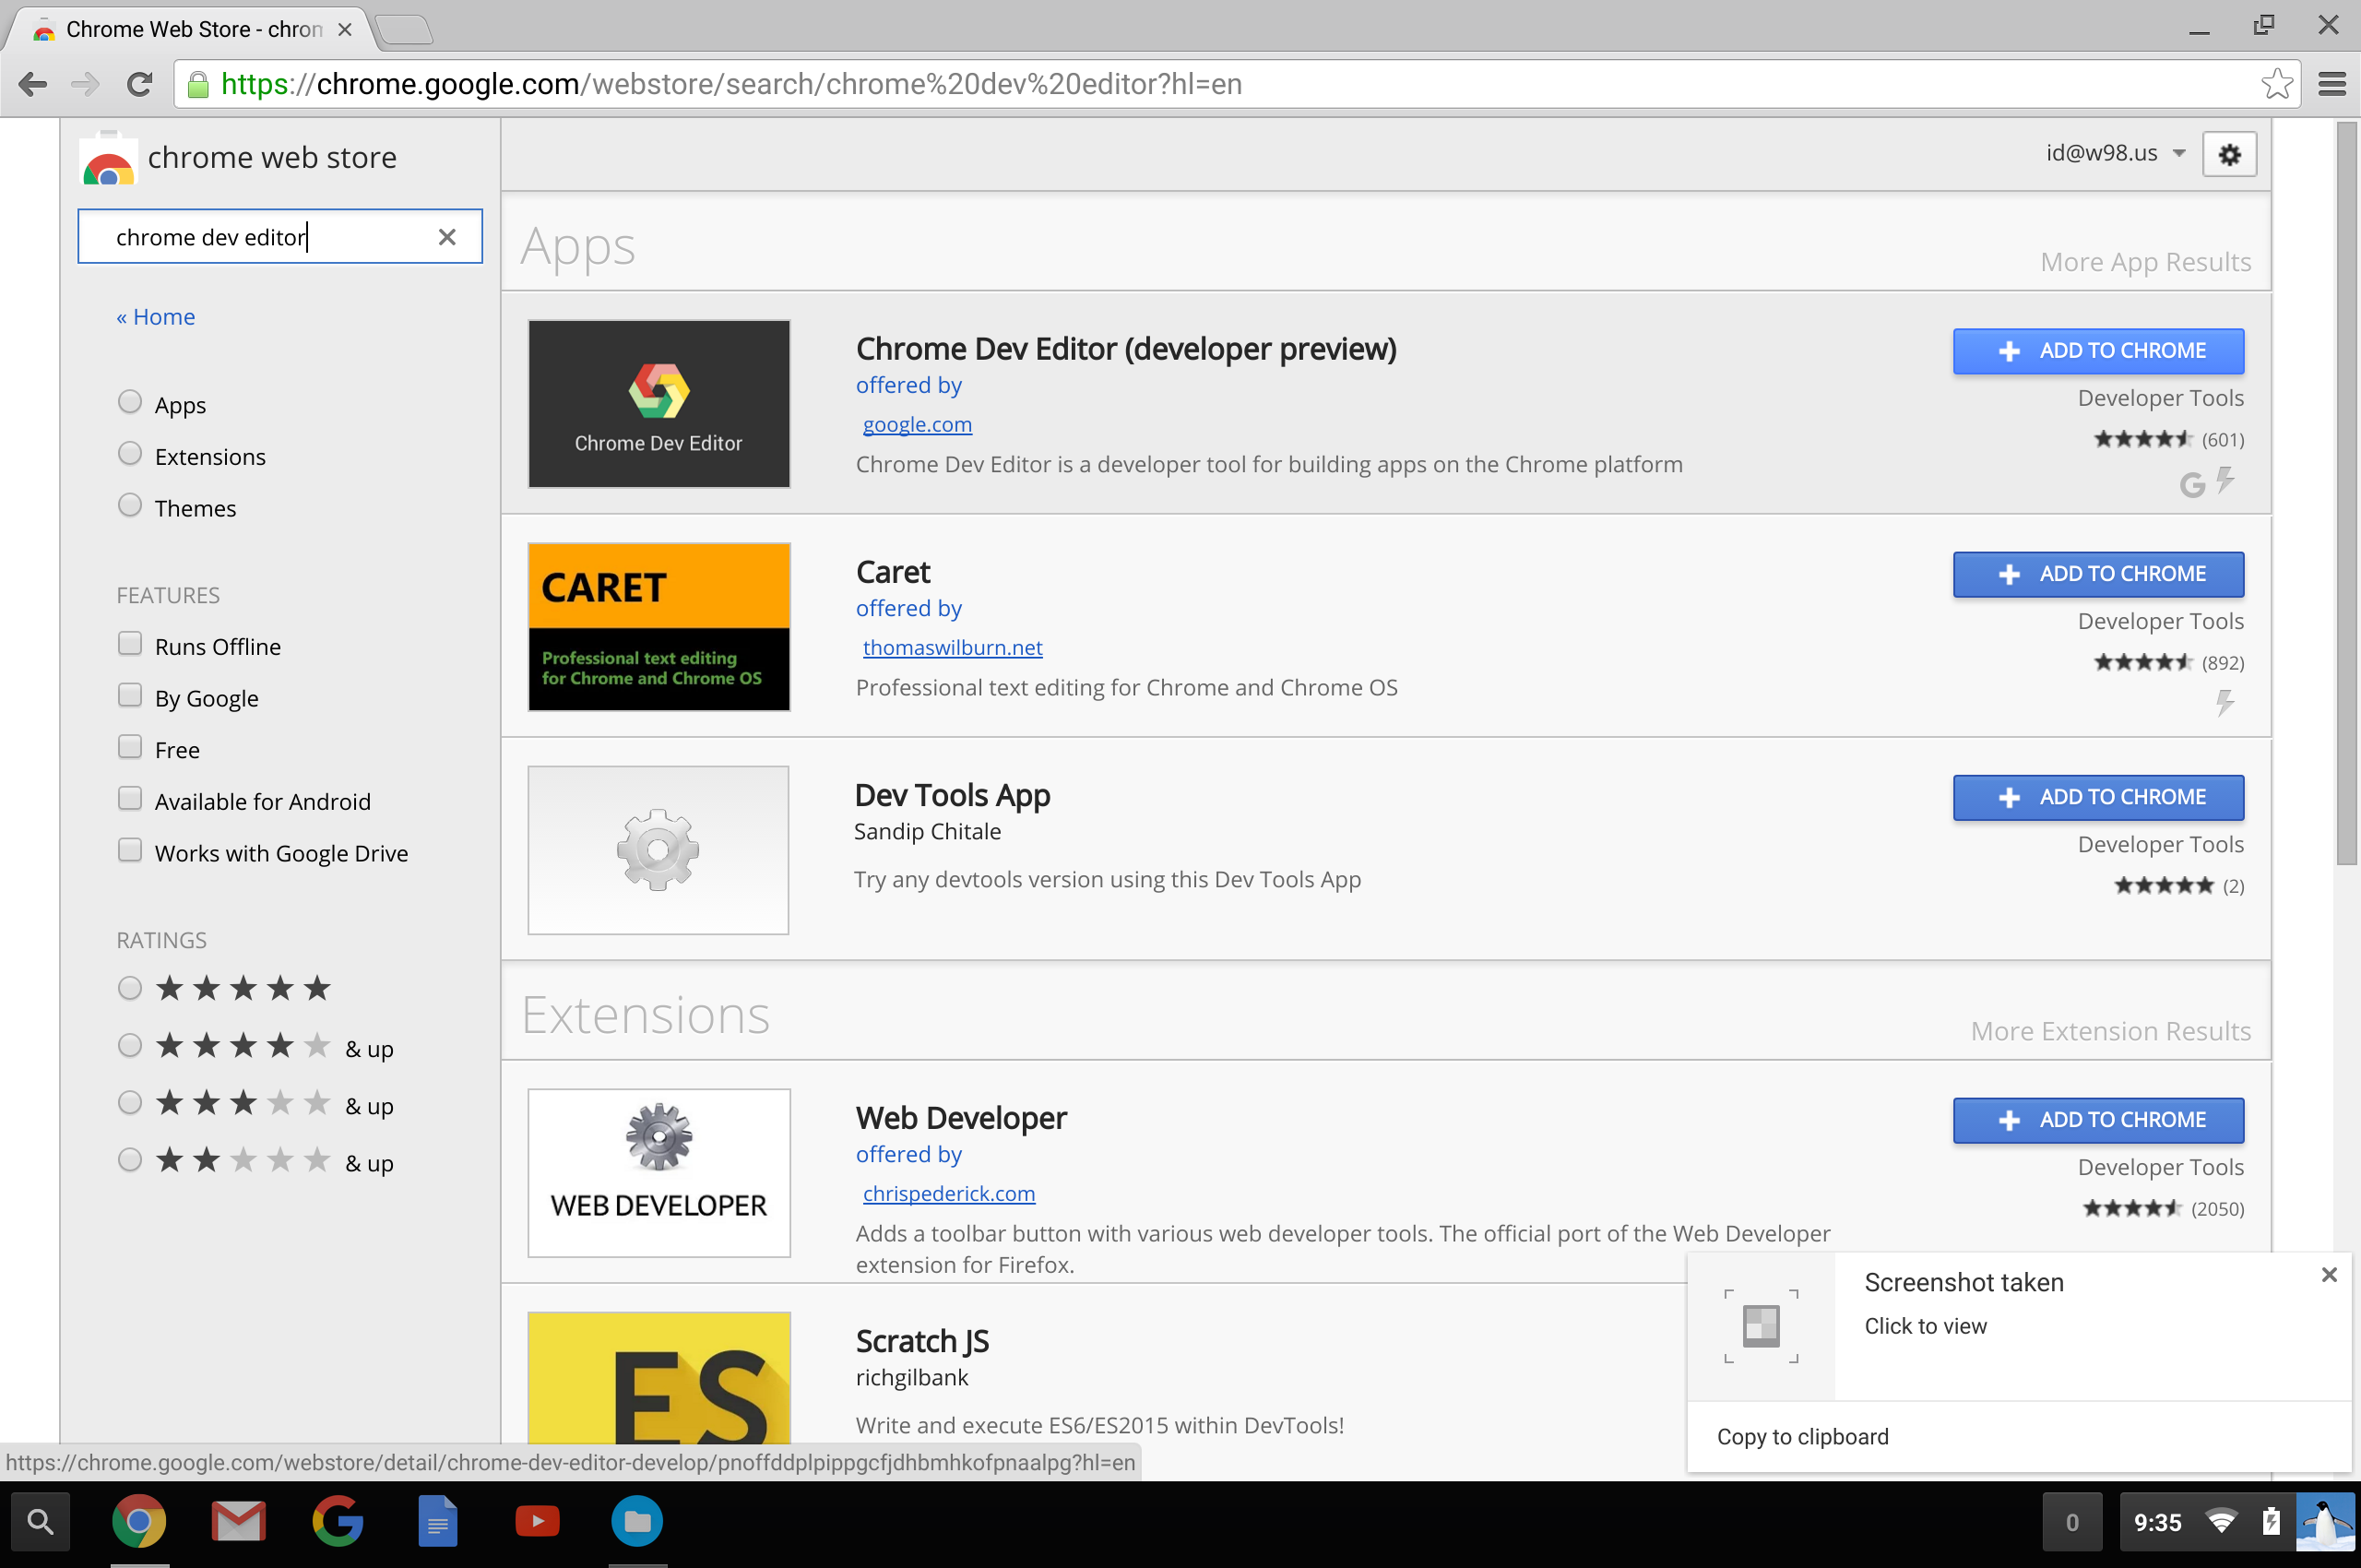 Chrome Web Store - chron
https://chrome.google.com/webstore/search/chrome%20dev%20editor?hl=en
chrome web store
id@w98.us
chrome dev editor
« Home
Apps
Extensions
Themes
FEATURES
Runs Offline
By Google
Free
Available for Android
Works with Google Drive
RATINGS
& up
& up
& up
Apps
More App Results
Chrome Dev Editor
Chrome Dev Editor (developer preview)
offered by
google.com
Chrome Dev Editor is a developer tool for building apps on the Chrome platform
ADD TO CHROME
Developer Tools
(601)
CARET
Professional text editing
for Chrome and Chrome OS
Caret
offered by
thomaswilburn.net
Professional text editing for Chrome and Chrome OS
ADD TO CHROME
Developer Tools
(892)
Dev Tools App
Sandip Chitale
Try any devtools version using this Dev Tools App
ADD TO CHROME
Developer Tools
(2)
Extensions
More Extension Results
WEB DEVELOPER
Web Developer
offered by
chrispederick.com
Adds a toolbar button with various web developer tools. The official port of the Web Developer
extension for Firefox.
ADD TO CHROME
Developer Tools
(2050)
ES
Scratch JS
richgilbank
Write and execute ES6/ES2015 within DevTools!
Screenshot taken
Click to view
Copy to clipboard
https://chrome.google.com/webstore/detail/chrome-dev-editor-develop/pnoffddplpippgcfjdhbmhkofpnaalpg?hl=en
0
9:35